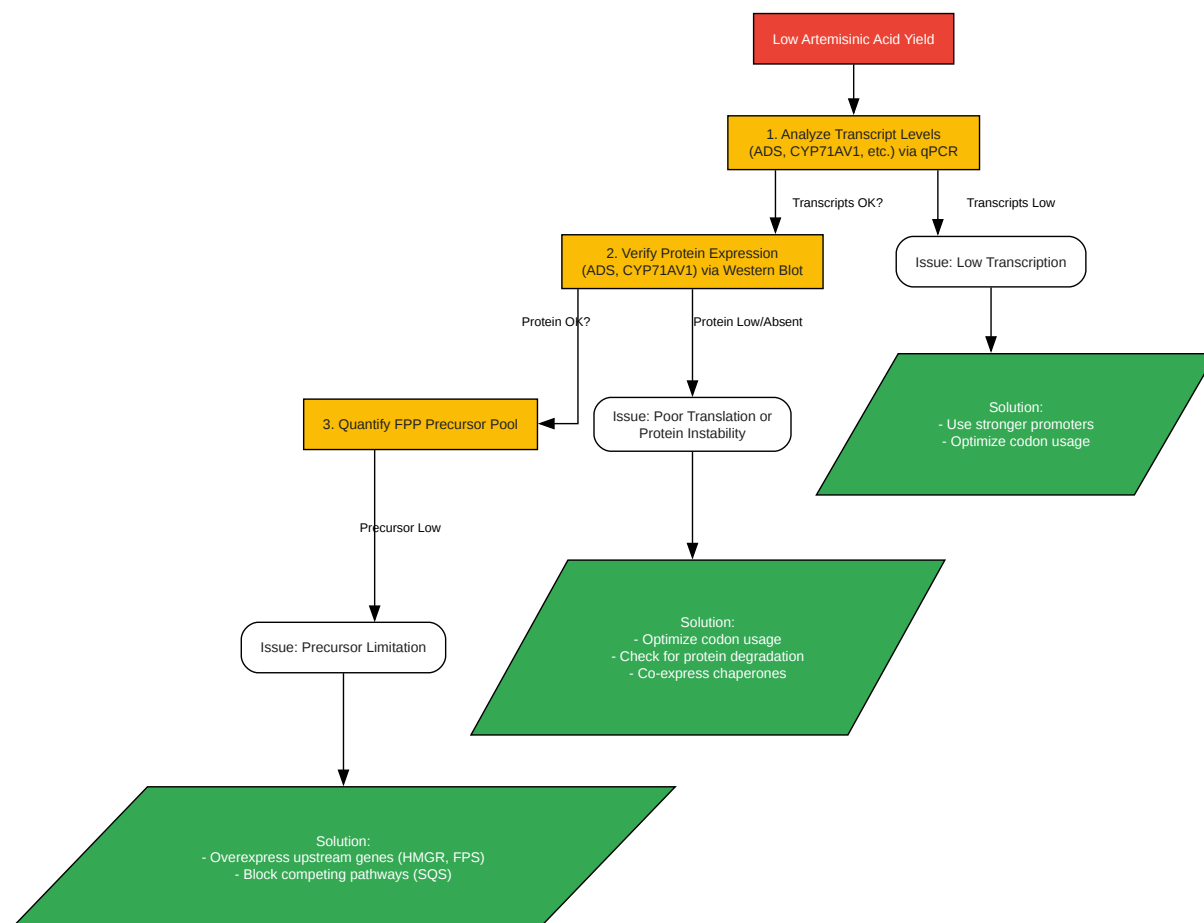 Low Artemisinic Acid Yield
1. Analyze Transcript Levels
(ADS, CYP71AV1, etc.) via qPCR
Transcripts OK?
Transcripts Low
2. Verify Protein Expression
(ADS, CYP71AV1) via Western Blot
Issue: Low Transcription
Protein OK?
Protein Low/Absent
3. Quantify FPP Precursor Pool
Issue: Poor Translation or
Protein Instability
Solution:
- Use stronger promoters
- Optimize codon usage
Precursor Low
Issue: Precursor Limitation
Solution:
- Optimize codon usage
- Check for protein degradation
- Co-express chaperones
Solution:
- Overexpress upstream genes (HMGR, FPS)
- Block competing pathways (SQS)